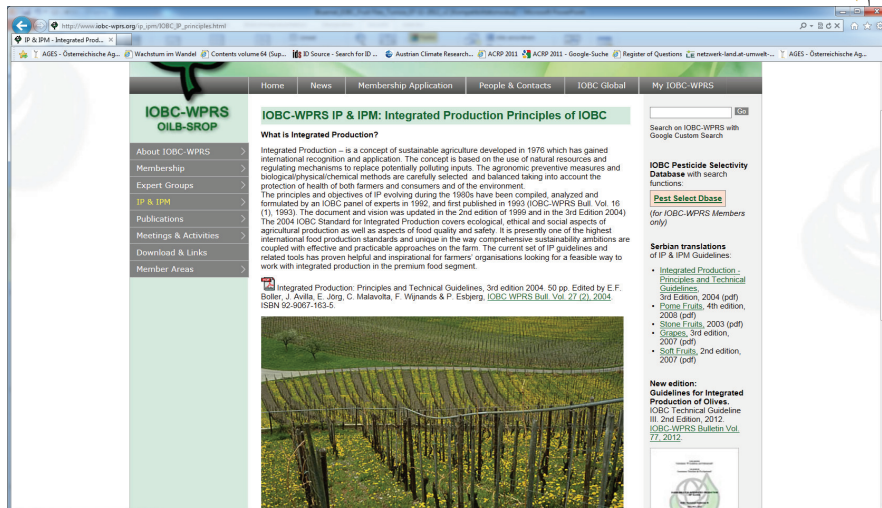 http://www.iobc-wprs.org/ip_ipm/IOBC_IP_principles.html
IP & IPM - Integrated Prod...
AGES - Österreichische Ag...
Wachstum im Wandel
Contents volume 64 (Sup...
ID Source - Search for ID ...
Austrian Climate Research...
ACRP 2011
ACRP 2011 - Google-Suche
Register of Questions
netzwerk-land.at-umwelt-...
AGES - Österreichische Ag...
Home
News
Membership Application
People & Contacts
IOBC Global
My IOBC-WPRS
IOBC-WPRS
OILB-SROP
About IOBC-WPRS
Membership
Expert Groups
IP & IPM
Publications
Meetings & Activities
Download & Links
Member Areas
IOBC-WPRS IP & IPM: Integrated Production Principles of IOBC
What is Integrated Production?
Integrated Production – is a concept of sustainable agriculture developed in 1976 which has gained
international recognition and application. The concept is based on the use of natural resources and
regulating mechanisms to replace potentially polluting inputs. The agronomic preventive measures and
biological/physical/chemical methods are carefully selected and balanced taking into account the
protection of health of both farmers and consumers and of the environment.
The principles and objectives of IP evolving during the 1980s have been compiled, analyzed and
formulated by an IOBC panel of experts in 1992, and first published in 1993 (IOBC-WPRS Bull. Vol. 16
(1), 1993). The document and vision was updated in the 2nd edition of 1999 and in the 3rd Edition 2004)
The 2004 IOBC Standard for Integrated Production covers ecological, ethical and social aspects of
agricultural production as well as aspects of food quality and safety. It is presently one of the highest
international food production standards and unique in the way comprehensive sustainability ambitions are
coupled with effective and practicable approaches on the farm. The current set of IP guidelines and
related tools has proven helpful and inspirational for farmers' organisations looking for a feasible way to
work with integrated production in the premium food segment.
Integrated Production: Principles and Technical Guidelines, 3rd edition 2004. 50 pp. Edited by E.F.
Boller, J. Avilla, E. Jörg, C. Malavolta, F. Wijnands & P. Esbjerg, IOBC WPRS Bull. Vol. 27 (2), 2004.
ISBN 92-9067-163-5.
Go
Search on IOBC-WPRS with
Google Custom Search
IOBC Pesticide Selectivity
Database with search
functions:
Pest Select Dbase
(for IOBC-WPRS Members
only)
Serbian translations
of IP & IPM Guidelines:
• Integrated Production -
Principles and Technical
Guidelines,
3rd Edition, 2004 (pdf)
• Pome Fruits, 4th edition,
2008 (pdf)
• Stone Fruits, 2003 (pdf)
• Grapes, 3rd edition,
2007 (pdf)
• Soft Fruits, 2nd edition,
2007 (pdf)
New edition:
Guidelines for Integrated
Production of Olives.
IOBC Technical Guideline
III. 2nd Edition, 2012.
IOBC-WPRS Bulletin Vol.
77, 2012.